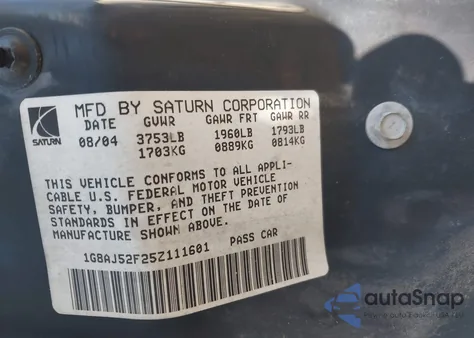 MFD BY SATURN CORPORATION
DATE GVWR GAWR FRT GAWR RR
SATURN 08/04 3753LB 1960LB 1793LB
1703KG 0889KG 0814KG
THIS VEHICLE CONFORMS TO ALL APPLI-
CABLE U.S. FEDERAL MOTOR VEHICLE
SAFETY, BUMPER, AND THEFT PREVENTION
STANDARDS IN EFFECT ON THE DATE OF
MANUFACTURE SHOWN ABOVE.
1G8AJ52F25Z111601 PASS CAR
autoSnap